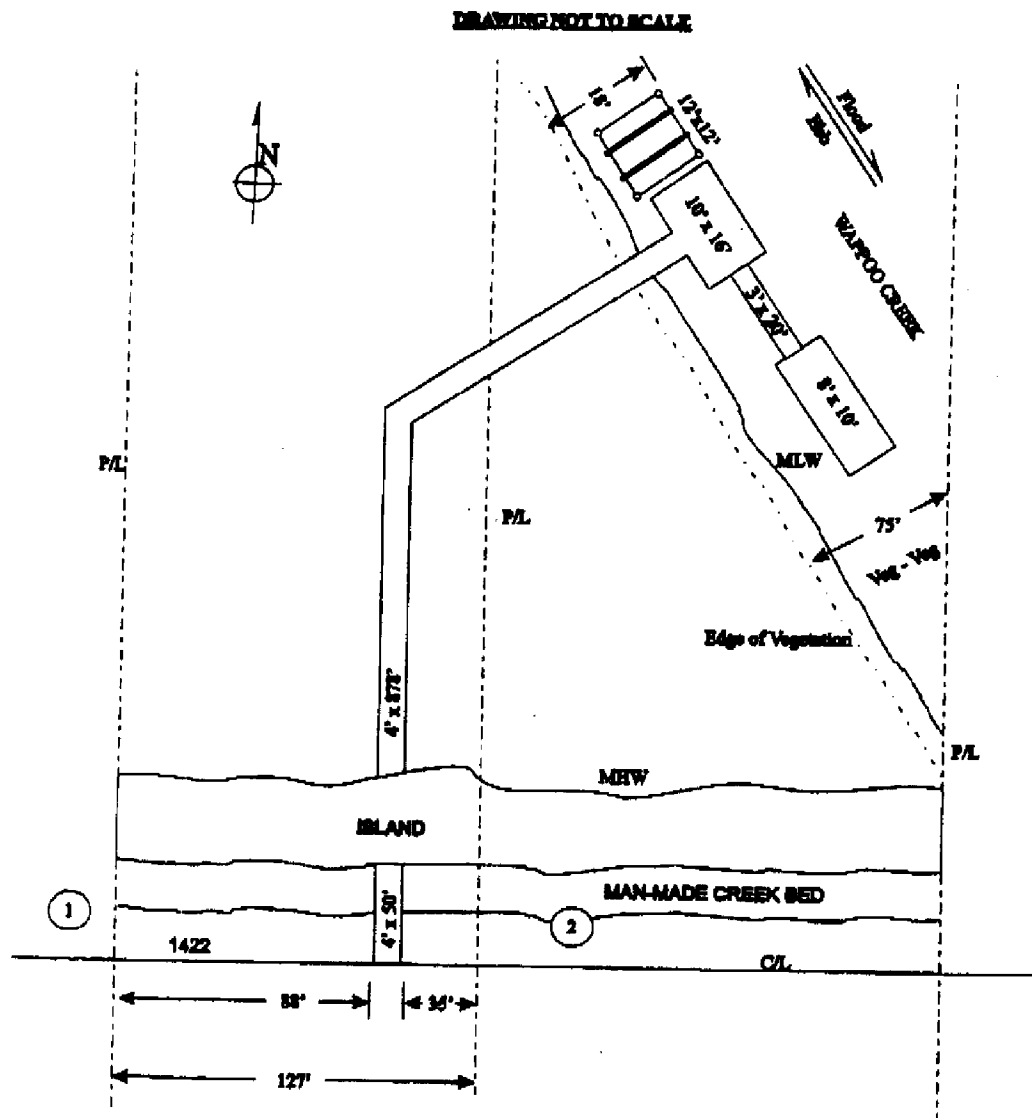 DRAWING NOT TO SCALE
18'
12'x12'
Flood
Ebb
N
10' x 16'
WAPPOO CREEK
3' x 20'
8' x 10'
P/L
MLW
P/L
75'
Veg. - Veg.
Edge of Vegetation
4' x 878'
P/L
MHW
ISLAND
MAN-MADE CREEK BED
1
4' x 50'
2
1422
C/L
88'
35'
127'